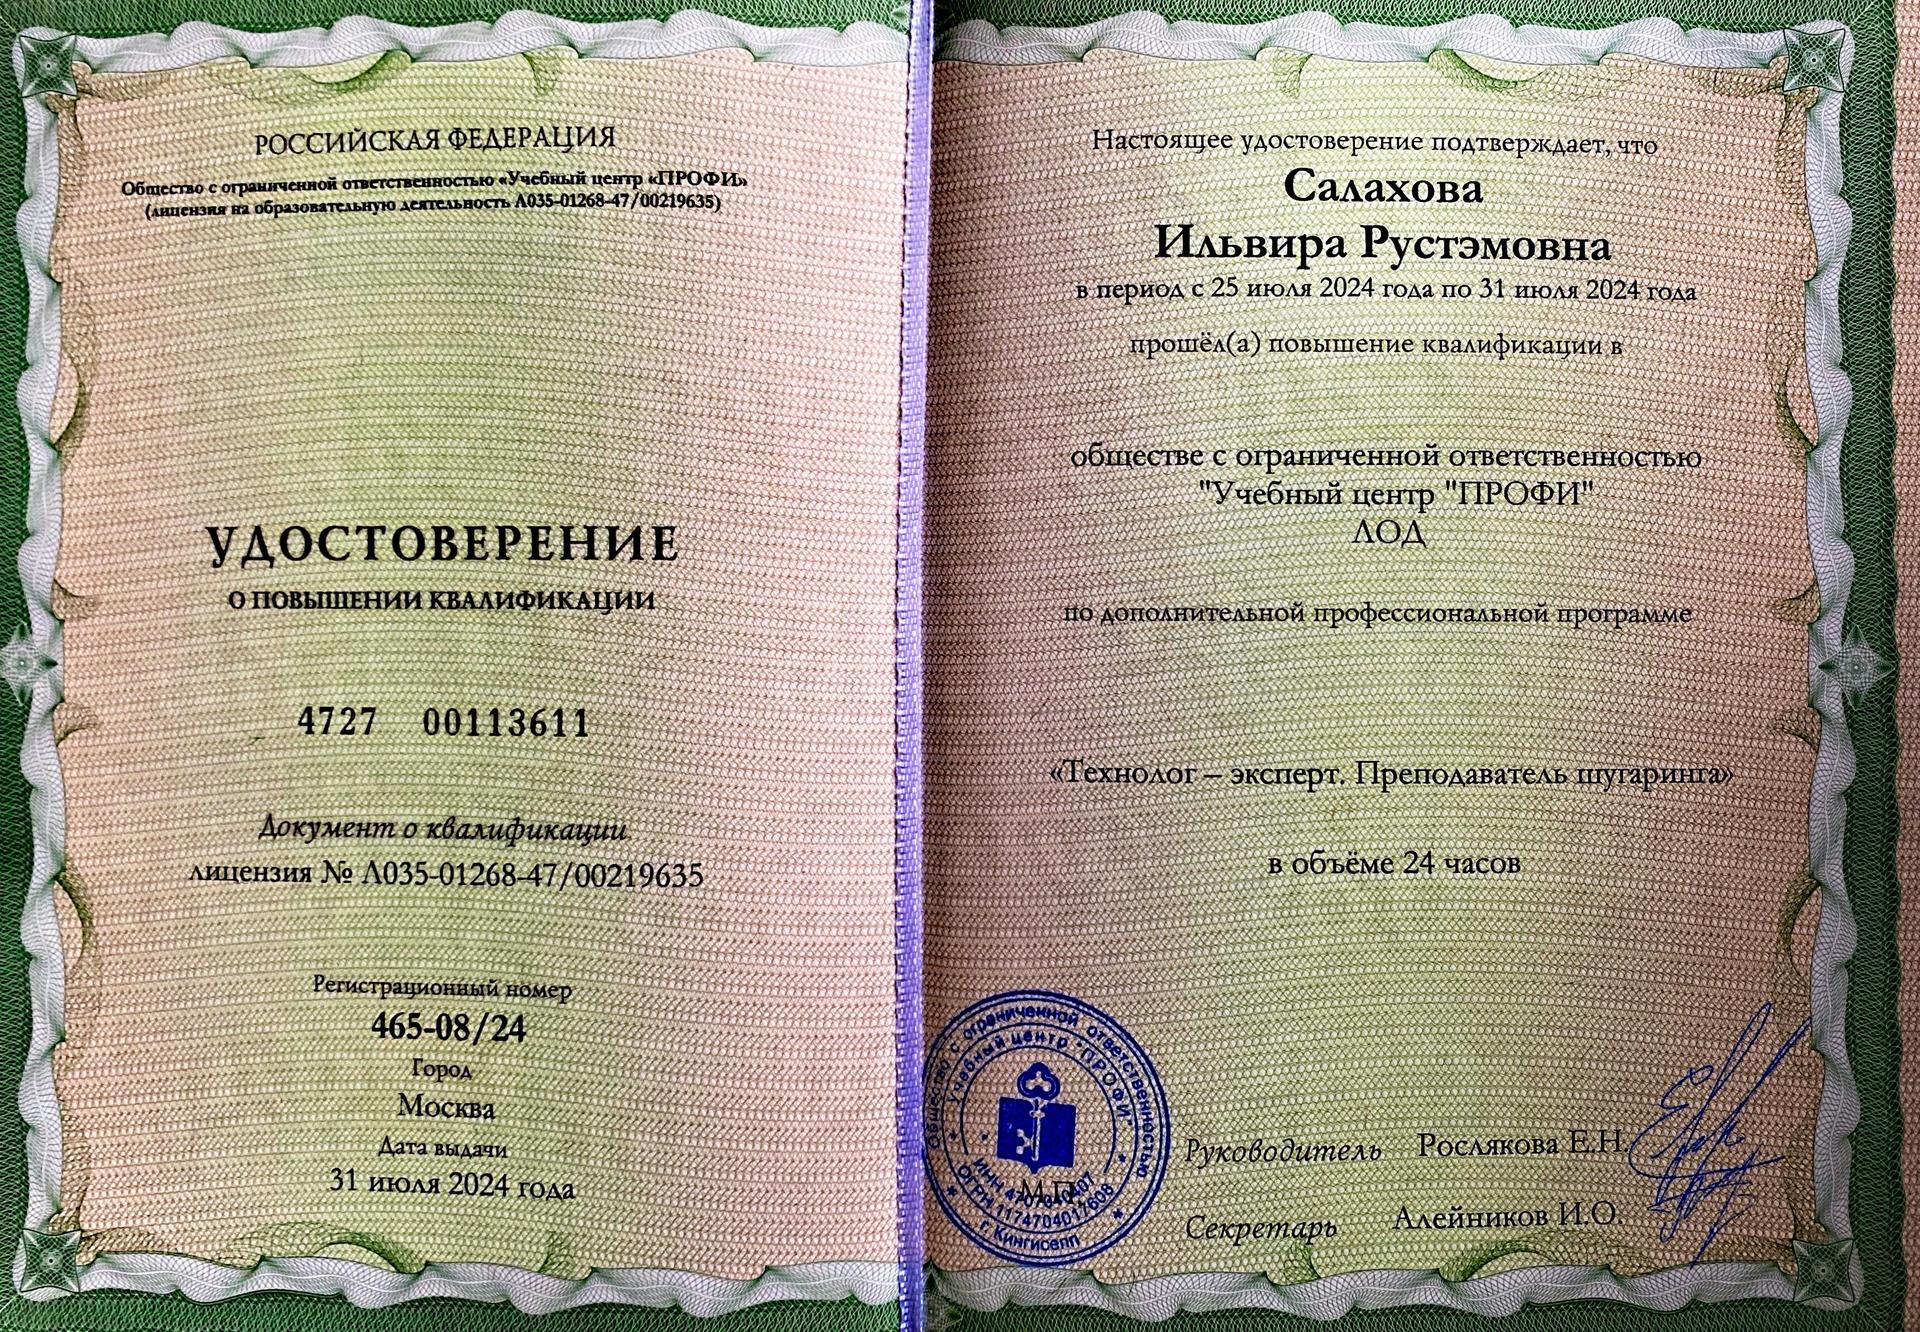 РОССИЙСКАЯ ФЕДЕРАЦИЯ
Общество с ограниченной ответственностью «Учебный центр «ПРОФИ»
(лицензия на образовательную деятельность Л035-01268-47/00219635)
УДОСТОВЕРЕНИЕ
О ПОВЫШЕНИИ КВАЛИФИКАЦИИ
4727 00113611
Документ о квалификации
лицензия № Л035-01268-47/00219635
Регистрационный номер
465-08/24
Город
Москва
Дата выдачи
31 июля 2024 года
Настоящее удостоверение подтверждает, что
Салахова
Ильвира Рустэмовна
в период с 25 июля 2024 года по 31 июля 2024 года
прошёл(а) повышение квалификации в
обществе с ограниченной ответственностью
"Учебный центр "ПРОФИ"
ЛОД
по дополнительной профессиональной программе
«Технолог – эксперт. Преподаватель шугаринга»
в объёме 24 часов
Общество с ограниченной ответственностью
Учебный центр "ПРОФИ"
ИНН
ОГРН 1174704017608
г. Кингисепп
М.П.
Руководитель Рослякова Е.Н.
Секретарь Алейников И.О.